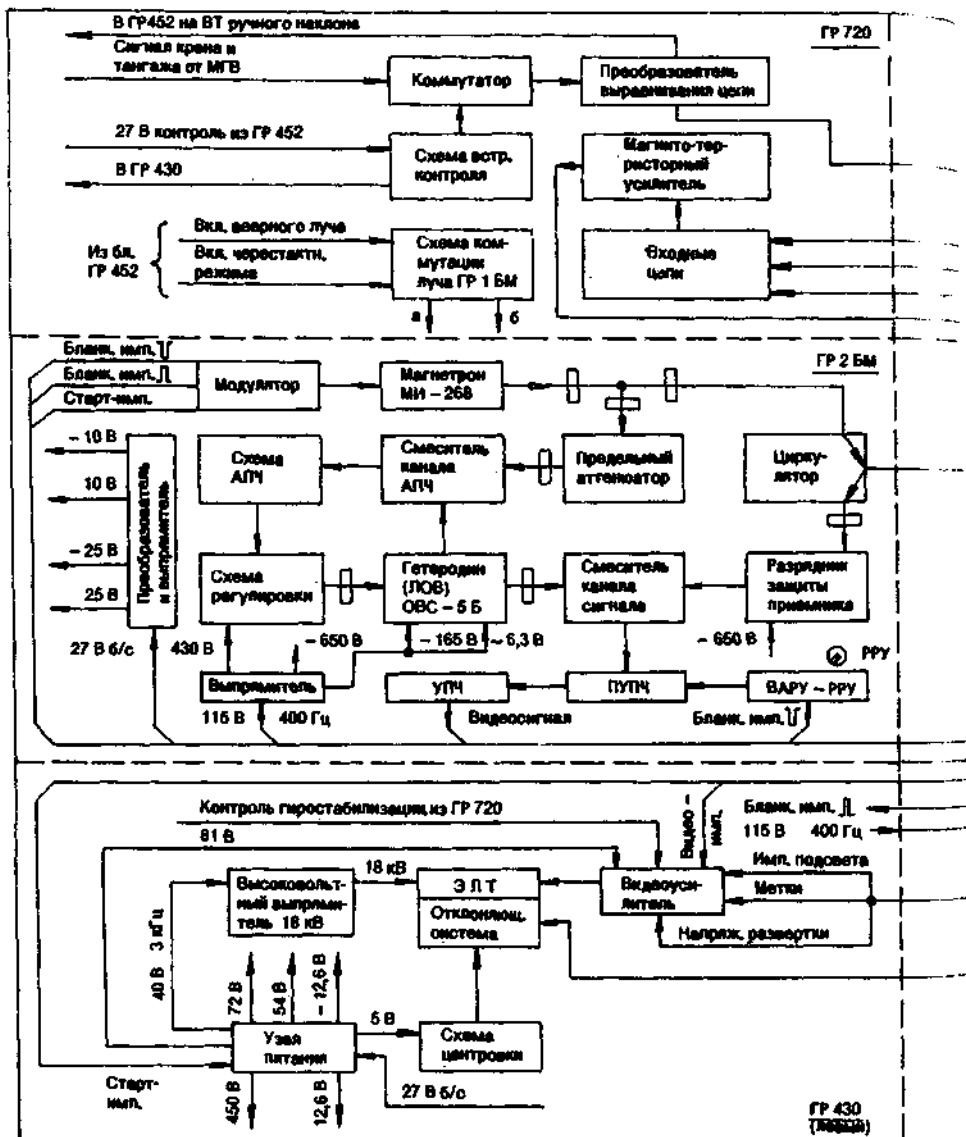 В ГР452 на ВТ ручного наклона
ГР 720
Сигнал крена и
тангажа от МГВ
Коммутатор
Преобразователь
выравнивания цепи
27 В контроль из ГР 452
Схема встр.
контроля
Магнито-тер-
ристорный
усилитель
В ГР 430
Из бл.
ГР 452
Вкл. веерного луча
Вкл. черестактн.
режима
Схема ком-
мутации
луча ГР 1 БМ
Входные
цепи
а
б
Бланк. имп.
ГР 2 БМ
Бланк. имп.
Старт-имп.
Модулятор
Магнетрон
МИ – 268
– 10 В
10 В
– 25 В
25 В
Преобразователь
и выпрямитель
Схема
АПЧ
Смеситель
канала
АПЧ
Предельный
аттенюатор
Цирку-
лятор
Схема
регулировки
Гетеродин
(ЛОВ)
ОВС – 5 Б
Смеситель
канала
сигнала
Разрядник
защиты
приемника
27 В б/с
430 В
– 650 В
– 165 В
~ 6,3 В
– 650 В
РРУ
Выпрямитель
УПЧ
ПУПЧ
ВАРУ – РРУ
115 В 400 Гц
Видеосигнал
Бланк. имп.
Контроль гиростабилизации из ГР 720
81 В
Видео –
имп.
Бланк. имп.
115 В 400 Гц
18 кВ
Высоковольт-
ный выпрями-
тель 18 кВ
Э Л Т
Отклоняющ.
система
Видеоуси-
литель
Имп. подсвета
Метки
Напряж. развертки
40 В 3 кГц
72 В
54 В
– 12,6 В
5 В
Узел
питания
Схема
центровки
Старт-
имп.
450 В
12,6 В
27 В б/с
ГР 430
(левый)